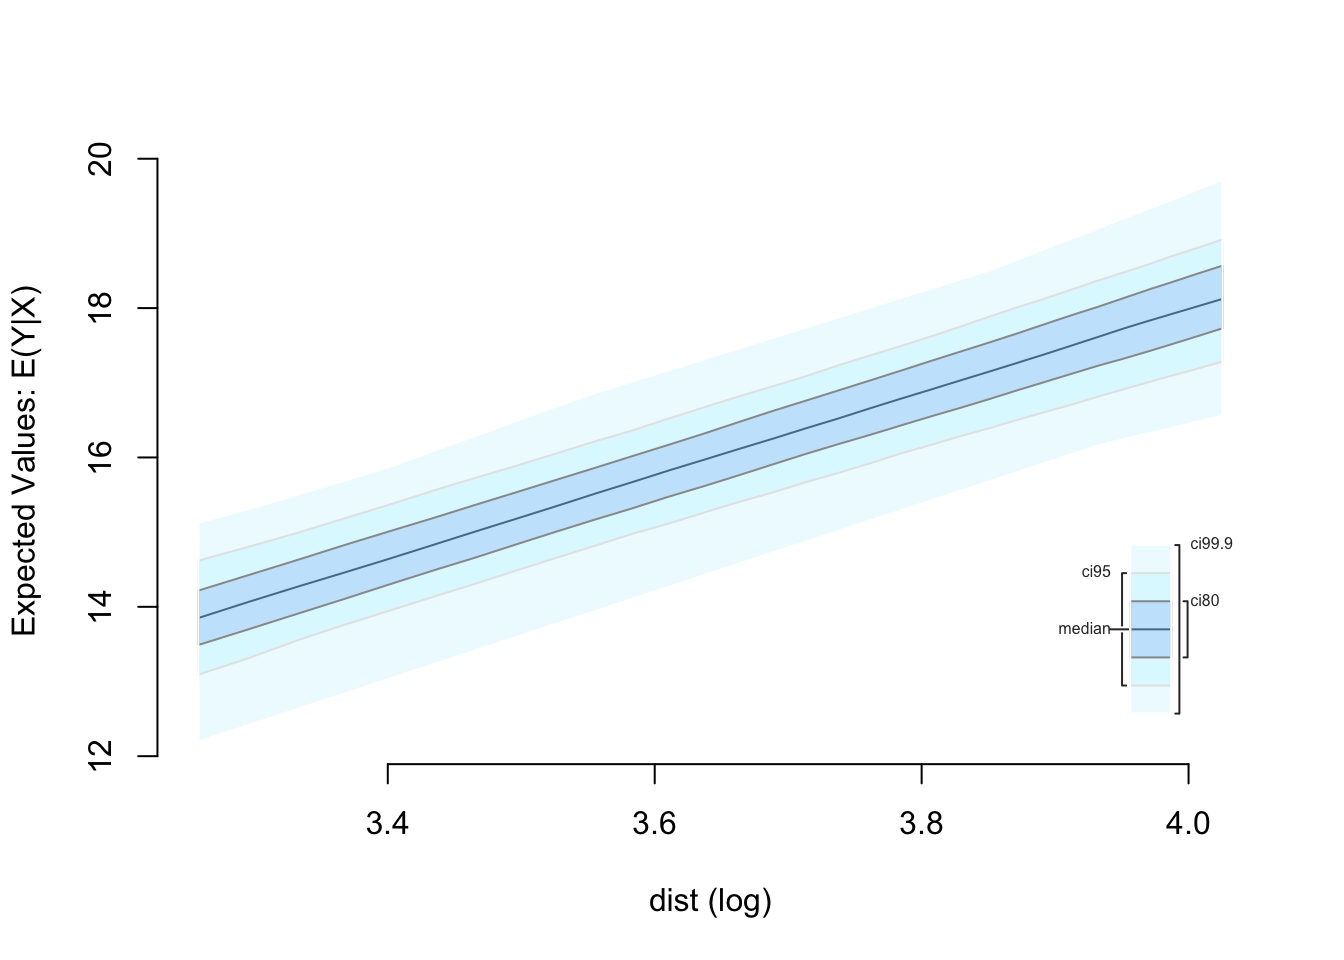 Expected Values: E(Y|X)
20
18
16
14
12
ci99.9
ci95
ci80
median
3.4 3.6 3.8 4.0
dist (log)